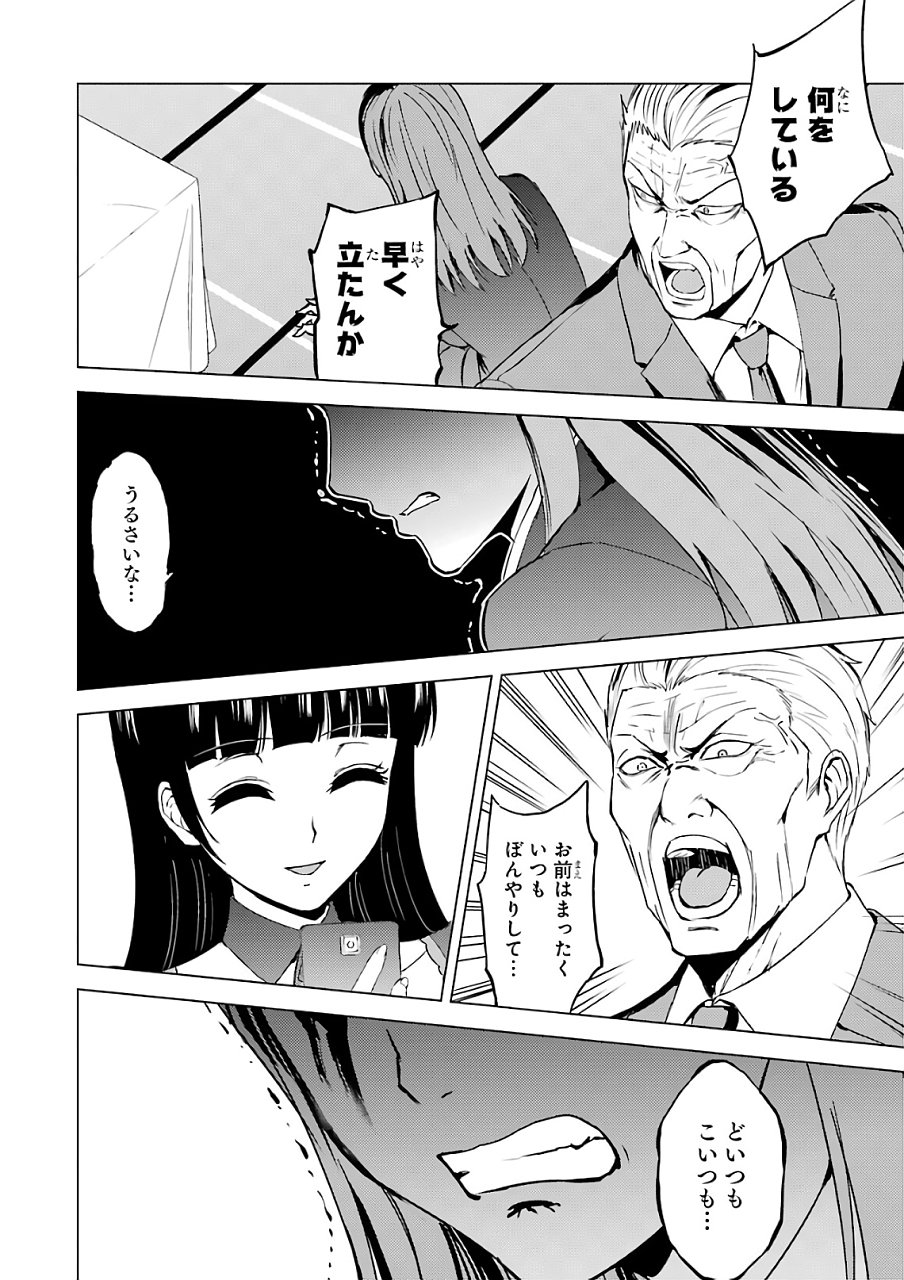 何を
している
早く
立たんか
うるさいな…
お前はまったく
いつも
ぼんやりして…
どいつも
こいつも…